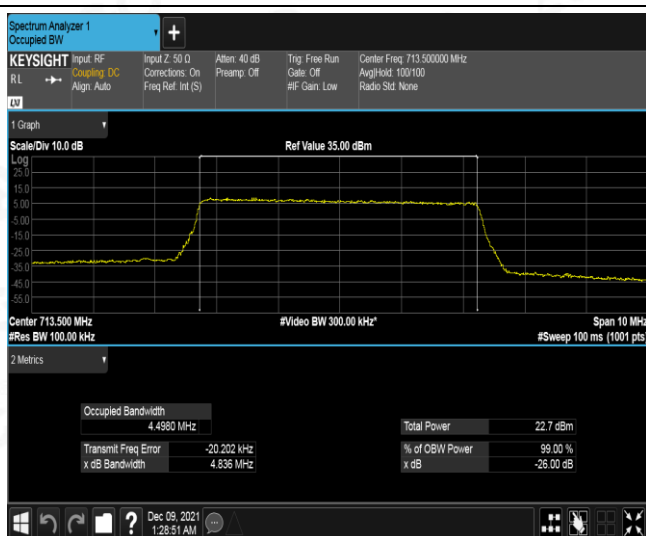 Spectrum Analyzer 1
Occupied BW
KEYSIGHT
RL
LXI
Input: RF
Coupling: DC
Align: Auto
Input Z: 50 Ω
Corrections: On
Freq Ref: Int (S)
Atten: 40 dB
Preamp: Off
Trig: Free Run
Gate: Off
#IF Gain: Low
Center Freq: 713.500000 MHz
Avg|Hold: 100/100
Radio Std: None
1 Graph
Scale/Div 10.0 dB
Ref Value 35.00 dBm
Log
25.0
15.0
5.00
-5.00
-15.0
-25.0
-35.0
-45.0
-55.0
Center 713.500 MHz
#Video BW 300.00 kHz*
Span 10 MHz
#Res BW 100.00 kHz
#Sweep 100 ms (1001 pts)
2 Metrics
Occupied Bandwidth
4.4980 MHz
Total Power 22.7 dBm
Transmit Freq Error -20.202 kHz
% of OBW Power 99.00 %
x dB Bandwidth 4.836 MHz
x dB -26.00 dB
?
Dec 09, 2021
1:28:51 AM